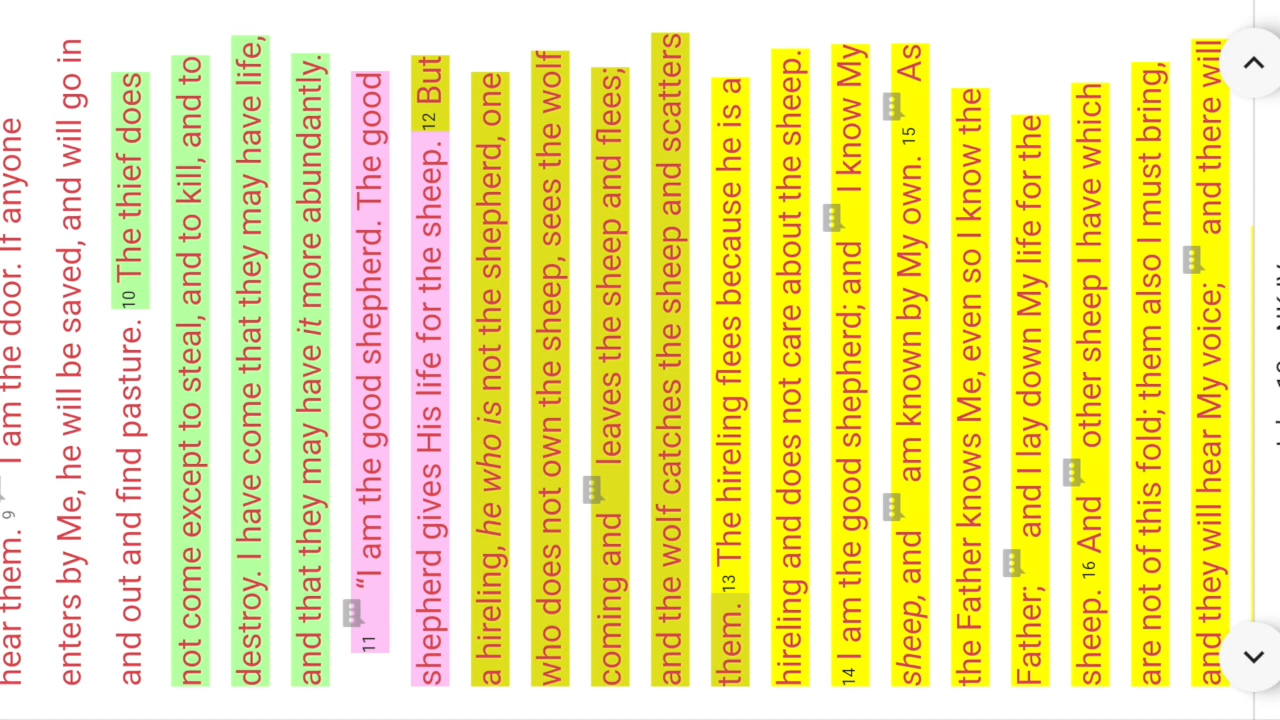 hear them. 9 I am the door. If anyone
enters by Me, he will be saved, and will go in
and out and find pasture. 10 The thief does
not come except to steal, and to kill, and to
destroy. I have come that they may have life,
and that they may have it more abundantly.
11 “I am the good shepherd. The good
shepherd gives His life for the sheep. 12 But
a hireling, he who is not the shepherd, one
who does not own the sheep, sees the wolf
coming and leaves the sheep and flees;
and the wolf catches the sheep and scatters
them. 13 The hireling flees because he is a
hireling and does not care about the sheep.
14 I am the good shepherd; and I know My
sheep, and am known by My own. 15 As
the Father knows Me, even so I know the
Father; and I lay down My life for the
sheep. 16 And other sheep I have which
are not of this fold; them also I must bring,
and they will hear My voice; and there will